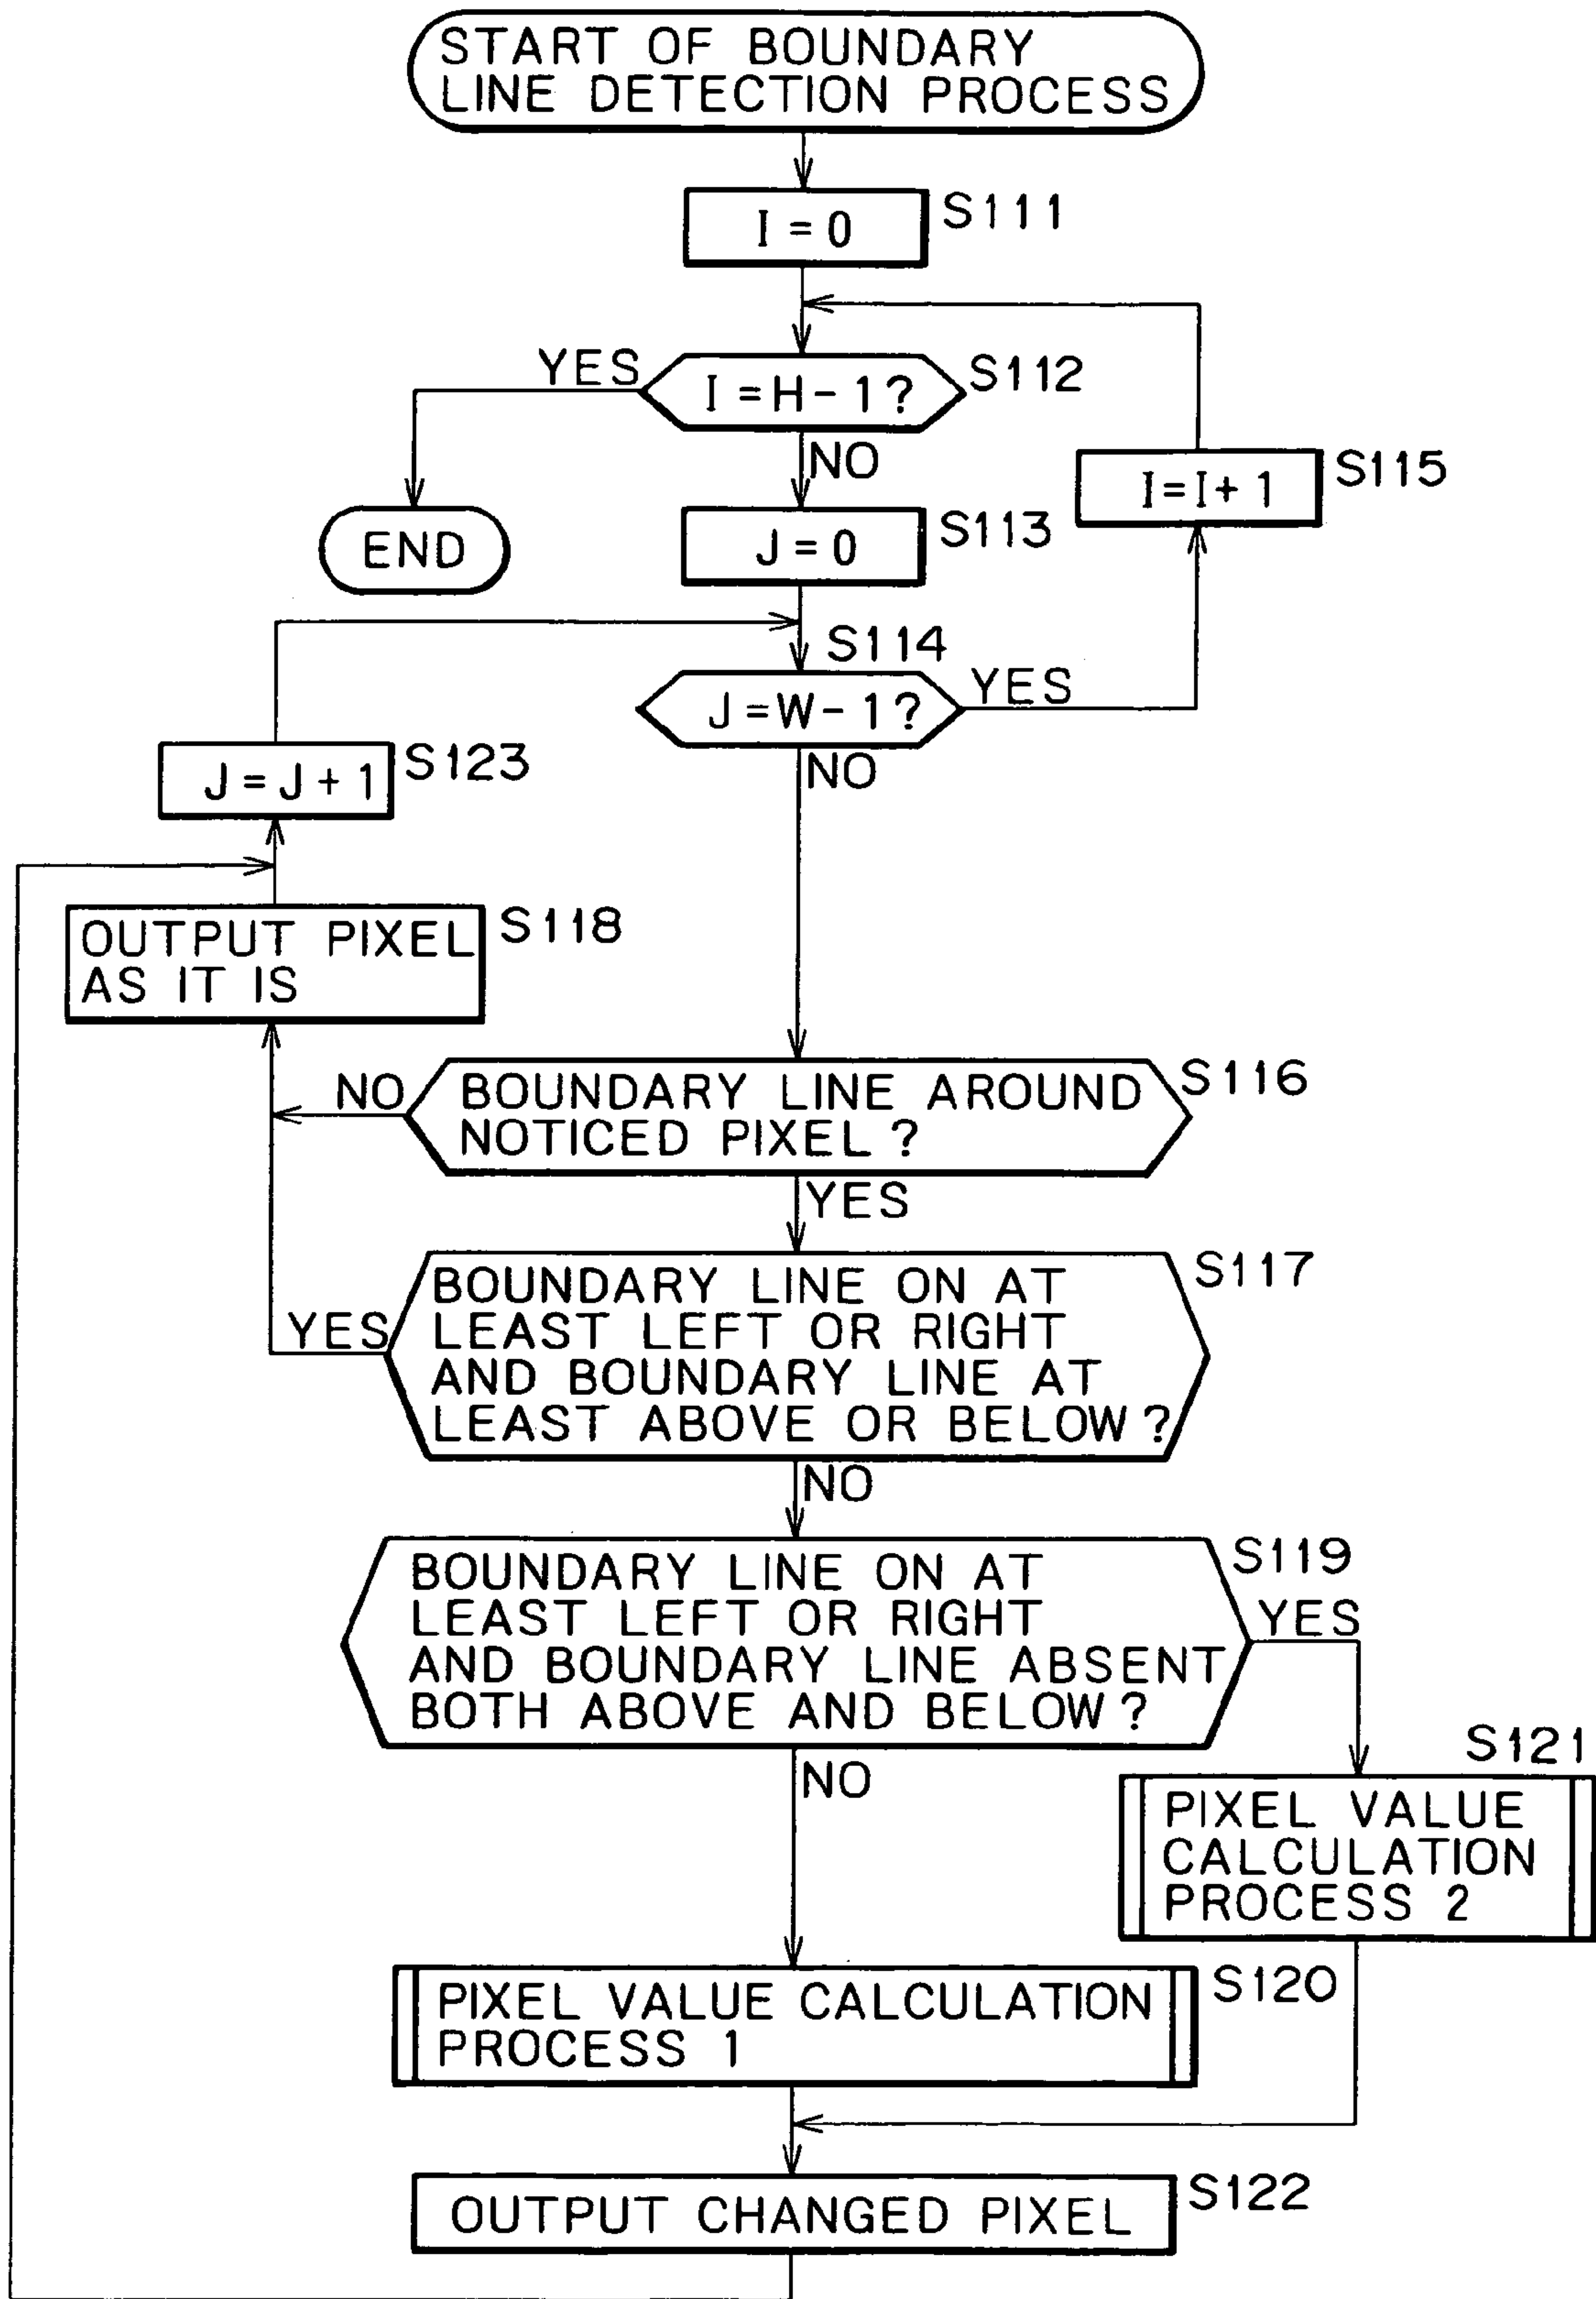 START OF BOUNDARY
LINE DETECTION PROCESS
I = 0
S111
YES
I = H - 1 ?
S112
NO
I = I + 1
S115
END
J = 0
S113
S114
J = W - 1 ?
YES
NO
J = J + 1
S123
OUTPUT PIXEL
AS IT IS
S118
NO
BOUNDARY LINE AROUND
NOTICED PIXEL ?
S116
YES
YES
BOUNDARY LINE ON AT
LEAST LEFT OR RIGHT
AND BOUNDARY LINE AT
LEAST ABOVE OR BELOW ?
S117
NO
BOUNDARY LINE ON AT
LEAST LEFT OR RIGHT
AND BOUNDARY LINE ABSENT
BOTH ABOVE AND BELOW ?
S119
YES
NO
S121
PIXEL VALUE
CALCULATION
PROCESS 2
PIXEL VALUE CALCULATION
PROCESS 1
S120
OUTPUT CHANGED PIXEL
S122